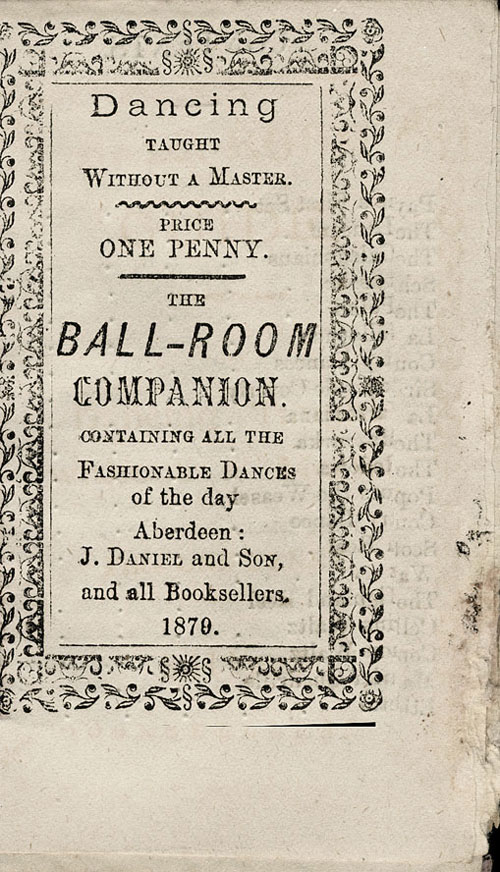 Dancing
TAUGHT
WITHOUT A MASTER.
PRICE
ONE PENNY.
THE
BALL-ROOM
COMPANION.
CONTAINING ALL THE
FASHIONABLE DANCES
of the day
Aberdeen:
J. DANIEL and SON,
and all Booksellers.
1879.